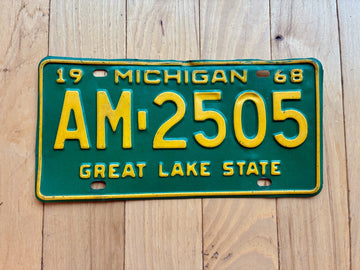 19 MICHIGAN 68
AM-2505
GREAT LAKE STATE